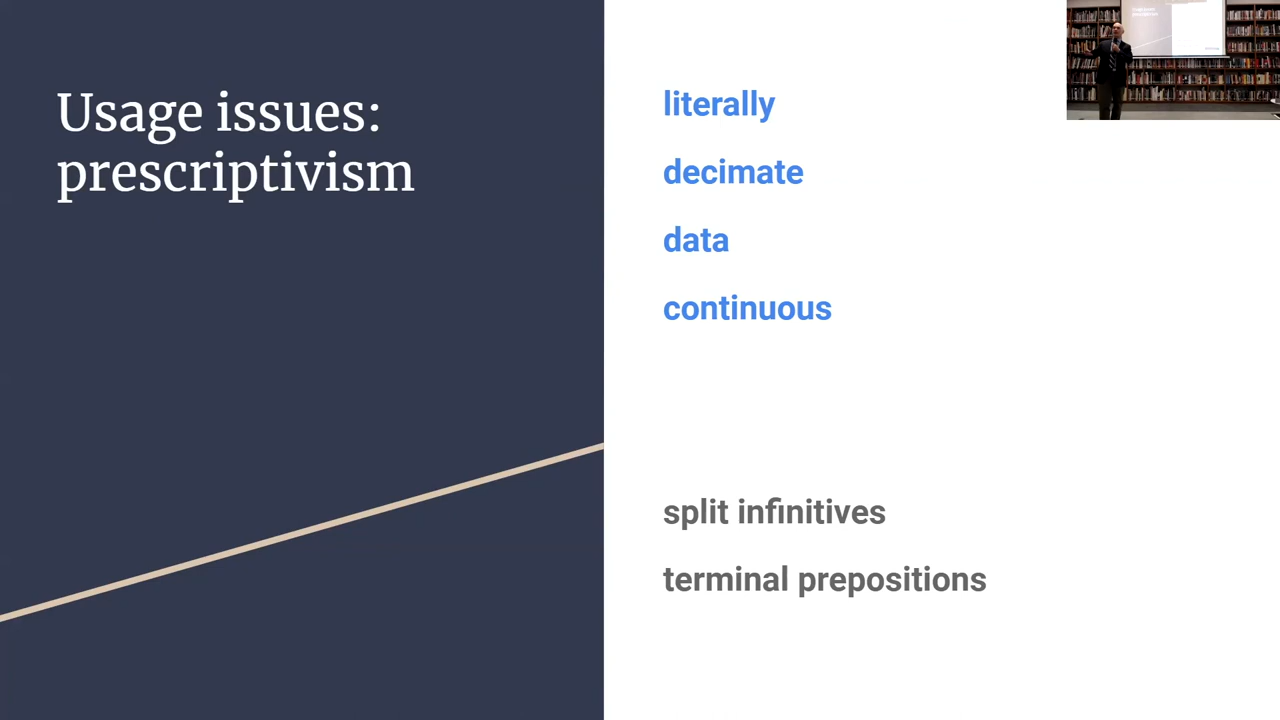 Usage issues:
prescriptivism
literally
decimate
data
continuous
split infinitives
terminal prepositions